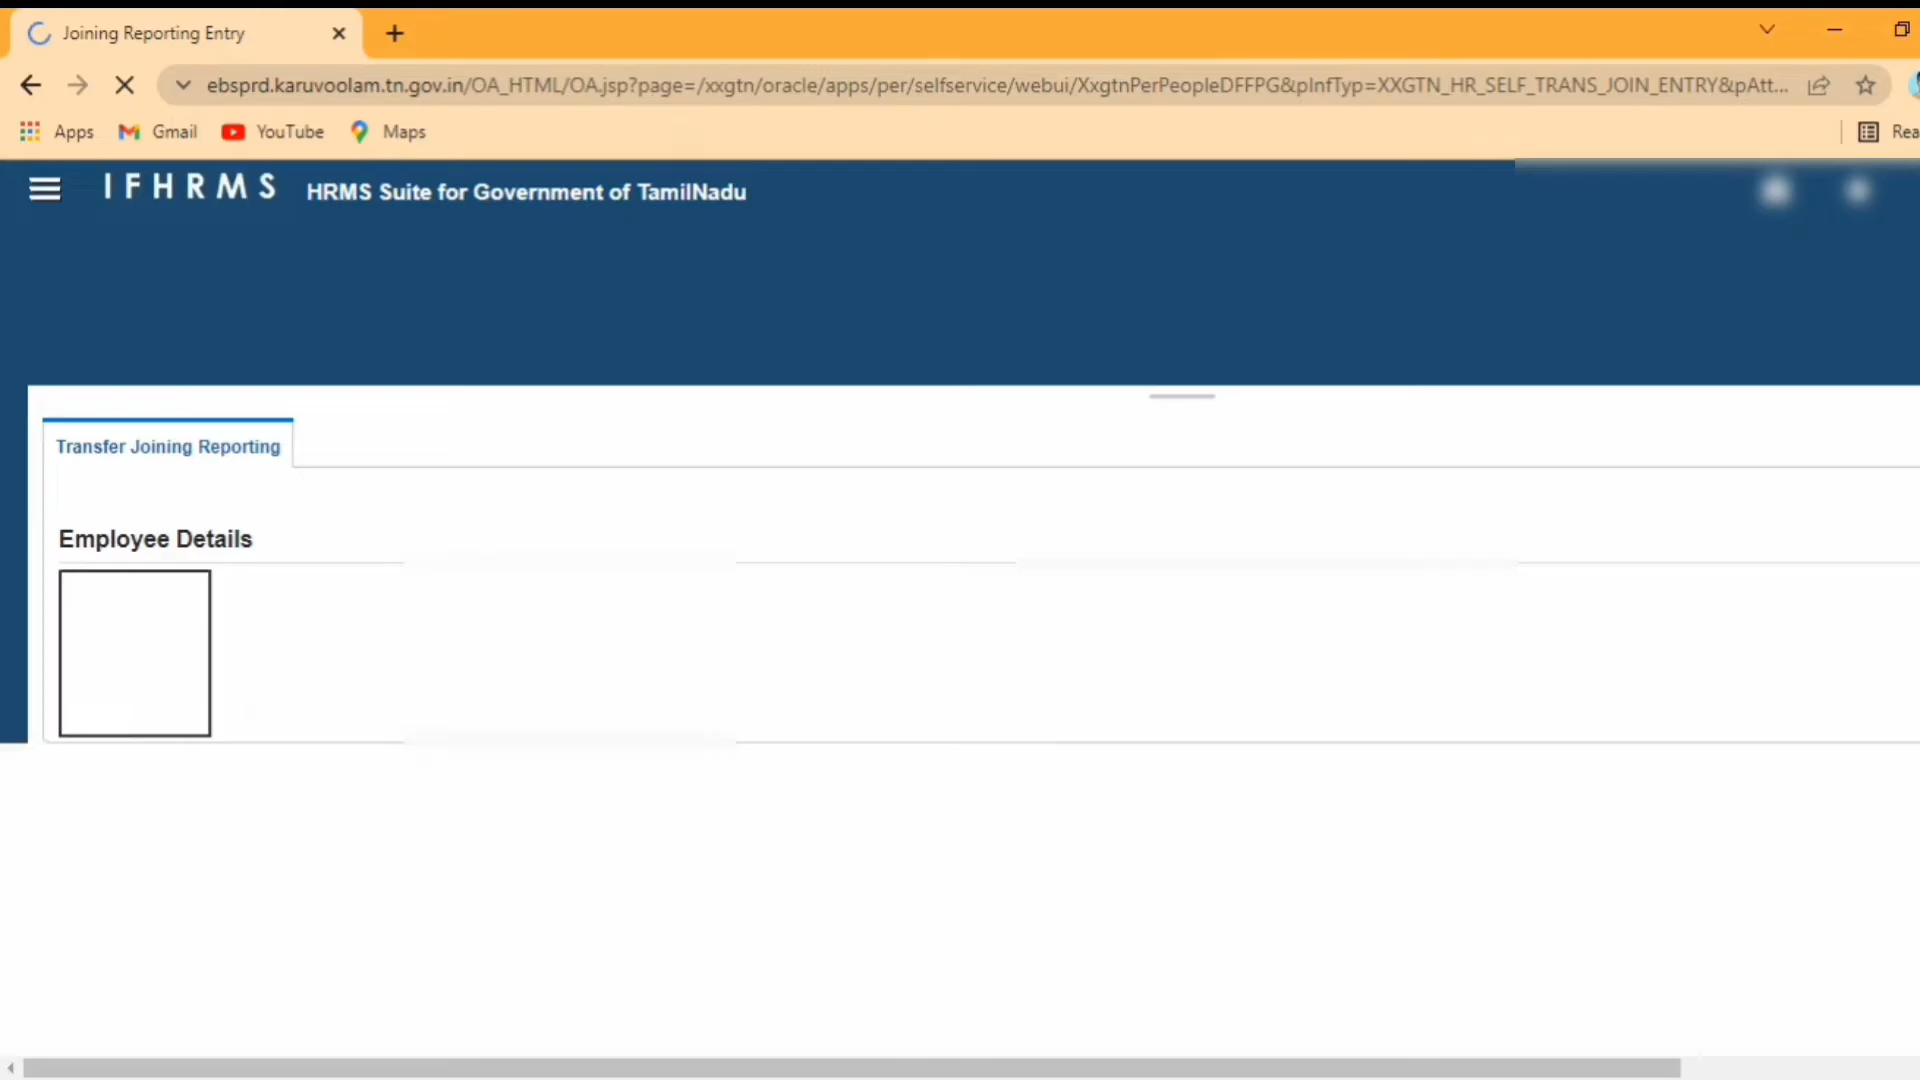 Joining Reporting Entry
ebsprd.karuvoolam.tn.gov.in/OA_HTML/OA.jsp?page=/xxgtn/oracle/apps/per/selfservice/webui/XxgtnPerPeopleDFFPG&pInfTyp=XXGTN_HR_SELF_TRANS_JOIN_ENTRY&pAtt...
Apps Gmail YouTube Maps Rea
IFHRMS HRMS Suite for Government of TamilNadu
Transfer Joining Reporting
Employee Details